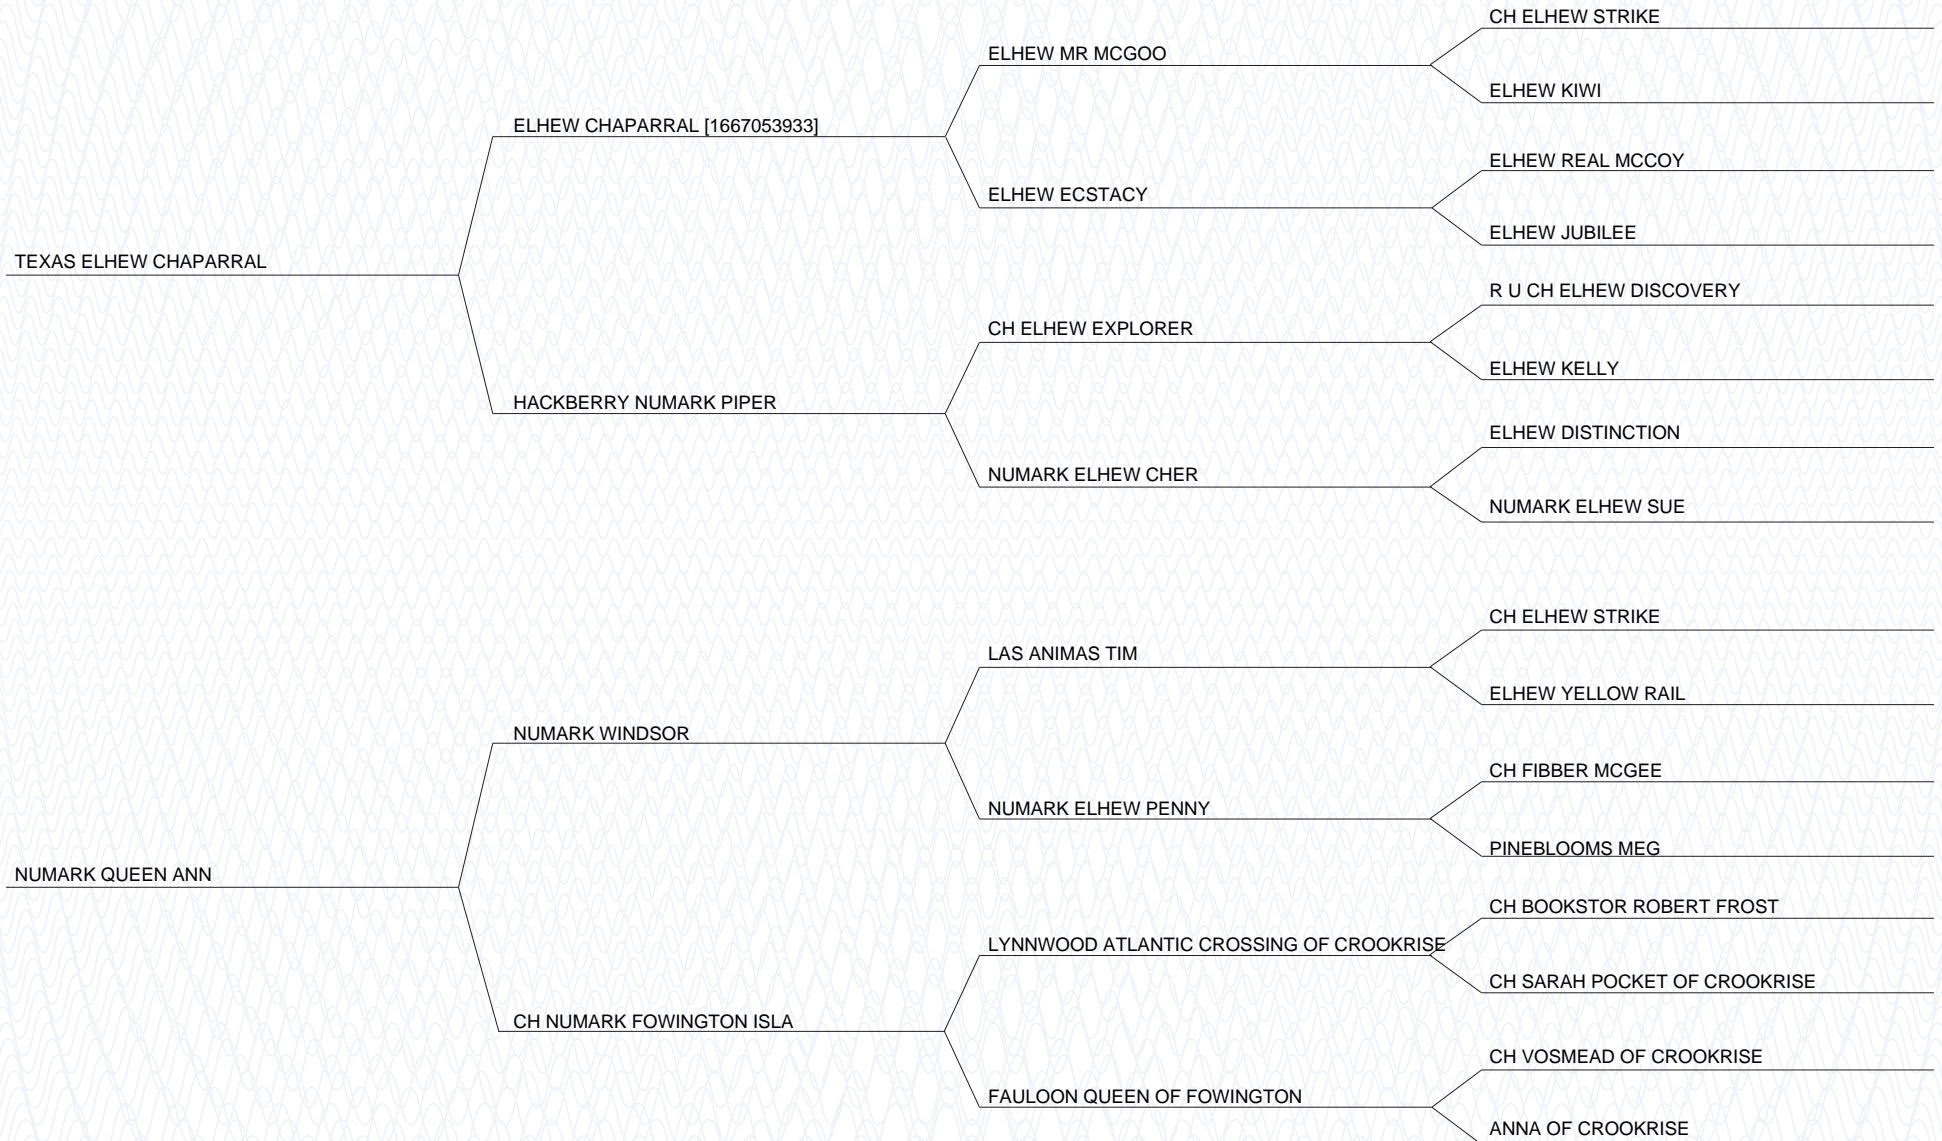 CH ELHEW STRIKE
ELHEW MR MCGOO
ELHEW KIWI
ELHEW CHAPARRAL [1667053933]
ELHEW REAL MCCOY
ELHEW ECSTACY
ELHEW JUBILEE
TEXAS ELHEW CHAPARRAL
R U CH ELHEW DISCOVERY
CH ELHEW EXPLORER
ELHEW KELLY
HACKBERRY NUMARK PIPER
ELHEW DISTINCTION
NUMARK ELHEW CHER
NUMARK ELHEW SUE
CH ELHEW STRIKE
LAS ANIMAS TIM
ELHEW YELLOW RAIL
NUMARK WINDSOR
CH FIBBER MCGEE
NUMARK ELHEW PENNY
PINEBLOOMS MEG
NUMARK QUEEN ANN
CH BOOKSTOR ROBERT FROST
LYNNWOOD ATLANTIC CROSSING OF CROOKRISE
CH SARAH POCKET OF CROOKRISE
CH NUMARK FOWINGTON ISLA
CH VOSMEAD OF CROOKRISE
FAULOON QUEEN OF FOWINGTON
ANNA OF CROOKRISE